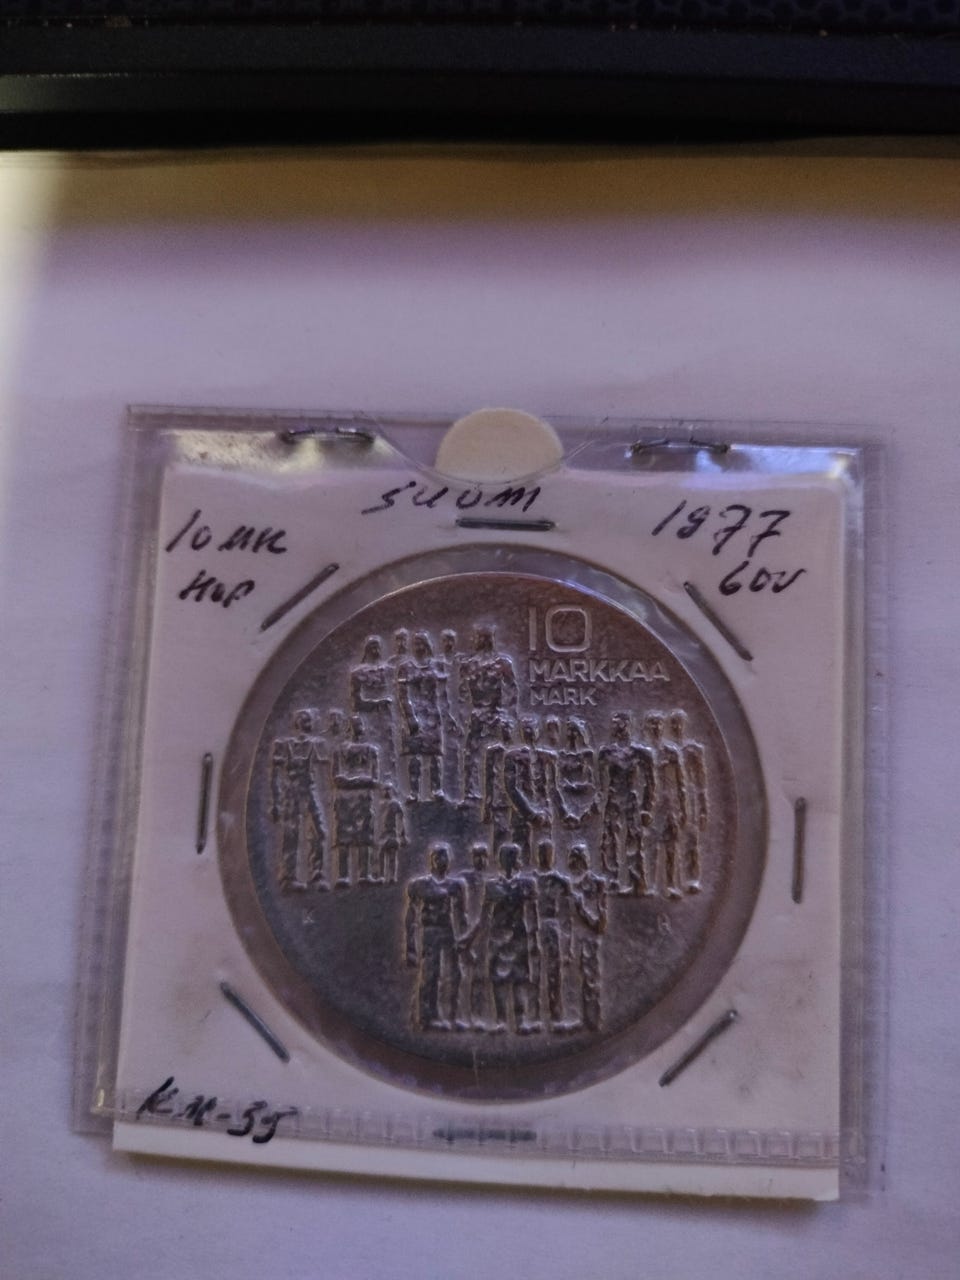 SUOMI
10 MK
HOP
1977
60V
10
MARKKAA
MARK
K H
KM-55